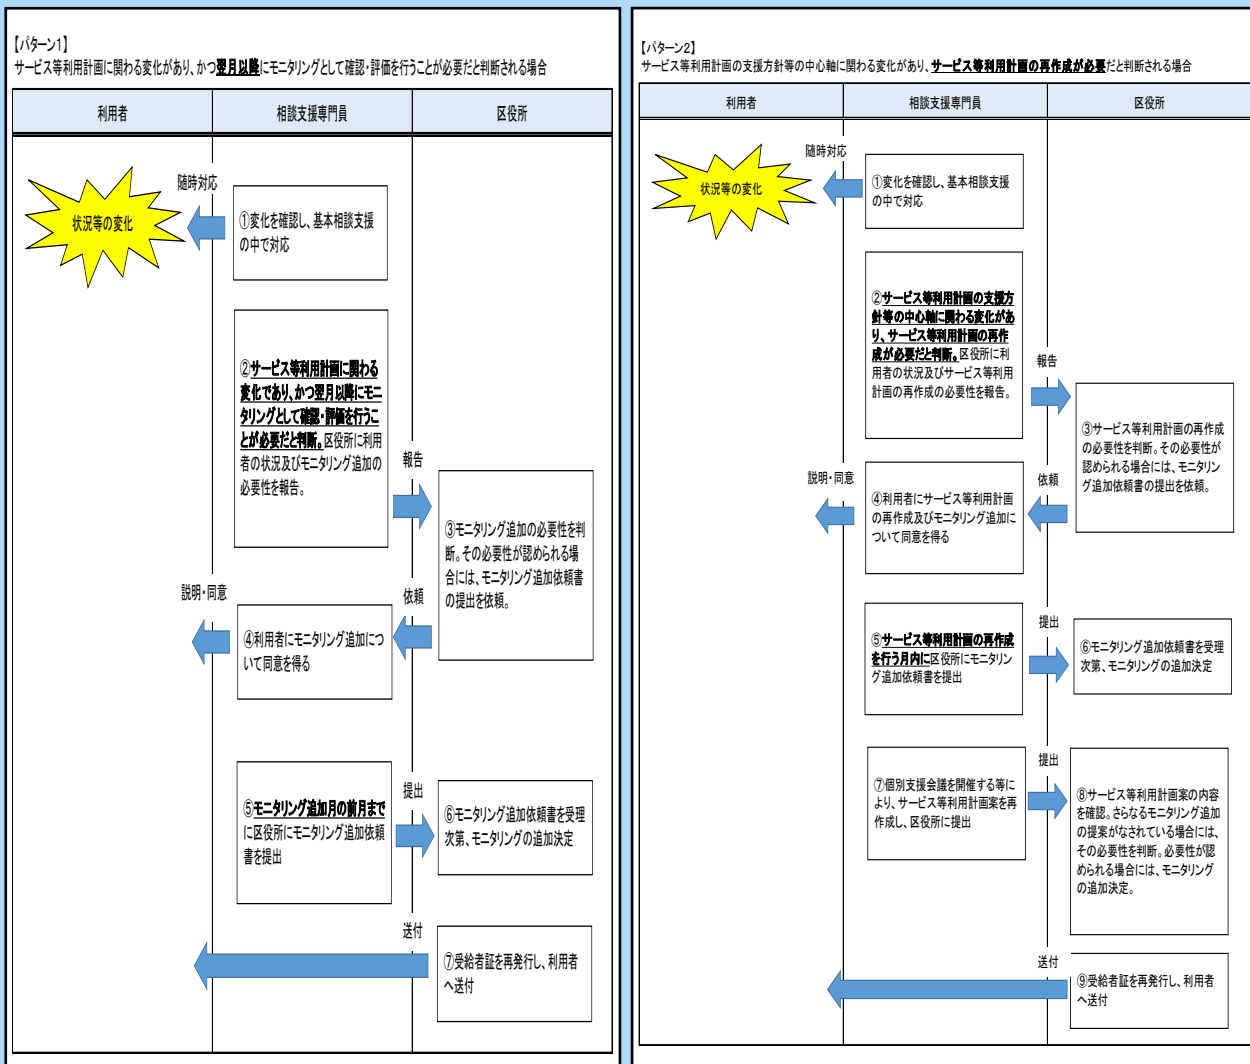 【パターン1】
サービス等利用計画に関わる変化があり、かつ翌月以降にモニタリングとして確認・評価を行うことが必要だと判断される場合
利用者
相談支援専門員
区役所
随時対応
状況等の変化
①変化を確認し、基本相談支援
の中で対応
②サービス等利用計画に関わる
変化であり、かつ翌月以降にモニ
タリングとして確認・評価を行うこ
とが必要だと判断。区役所に利用
者の状況及びモニタリング追加の
必要性を報告。
報告
③モニタリング追加の必要性を判
断。その必要性が認められる場
合には、モニタリング追加依頼書
の提出を依頼。
説明・同意
依頼
④利用者にモニタリング追加につ
いて同意を得る
⑤モニタリング追加月の前月まで
に区役所にモニタリング追加依頼
書を提出
提出
⑥モニタリング追加依頼書を受理
次第、モニタリングの追加決定
送付
⑦受給者証を再発行し、利用者
へ送付
【パターン2】
サービス等利用計画の支援方針等の中心軸に関わる変化があり、サービス等利用計画の再作成が必要だと判断される場合
利用者
相談支援専門員
区役所
随時対応
状況等の変化
①変化を確認し、基本相談支援
の中で対応
②サービス等利用計画の支援方
針等の中心軸に関わる変化があ
り、サービス等利用計画の再作
成が必要だと判断。区役所に利
用者の状況及びサービス等利用
計画の再作成の必要性を報告。
報告
③サービス等利用計画の再作成
の必要性を判断。その必要性が
認められる場合には、モニタリン
グ追加依頼書の提出を依頼。
説明・同意
依頼
④利用者にサービス等利用計画
の再作成及びモニタリング追加に
ついて同意を得る
⑤サービス等利用計画の再作成
を行う月内に区役所にモニタリン
グ追加依頼書を提出
提出
⑥モニタリング追加依頼書を受理
次第、モニタリングの追加決定
⑦個別支援会議を開催する等に
より、サービス等利用計画案を再
作成し、区役所に提出
提出
⑧サービス等利用計画案の内容
を確認。さらなるモニタリング追加
の提案がなされている場合には、
その必要性を判断。必要性が認
められる場合には、モニタリング
の追加決定。
送付
⑨受給者証を再発行し、利用者
へ送付